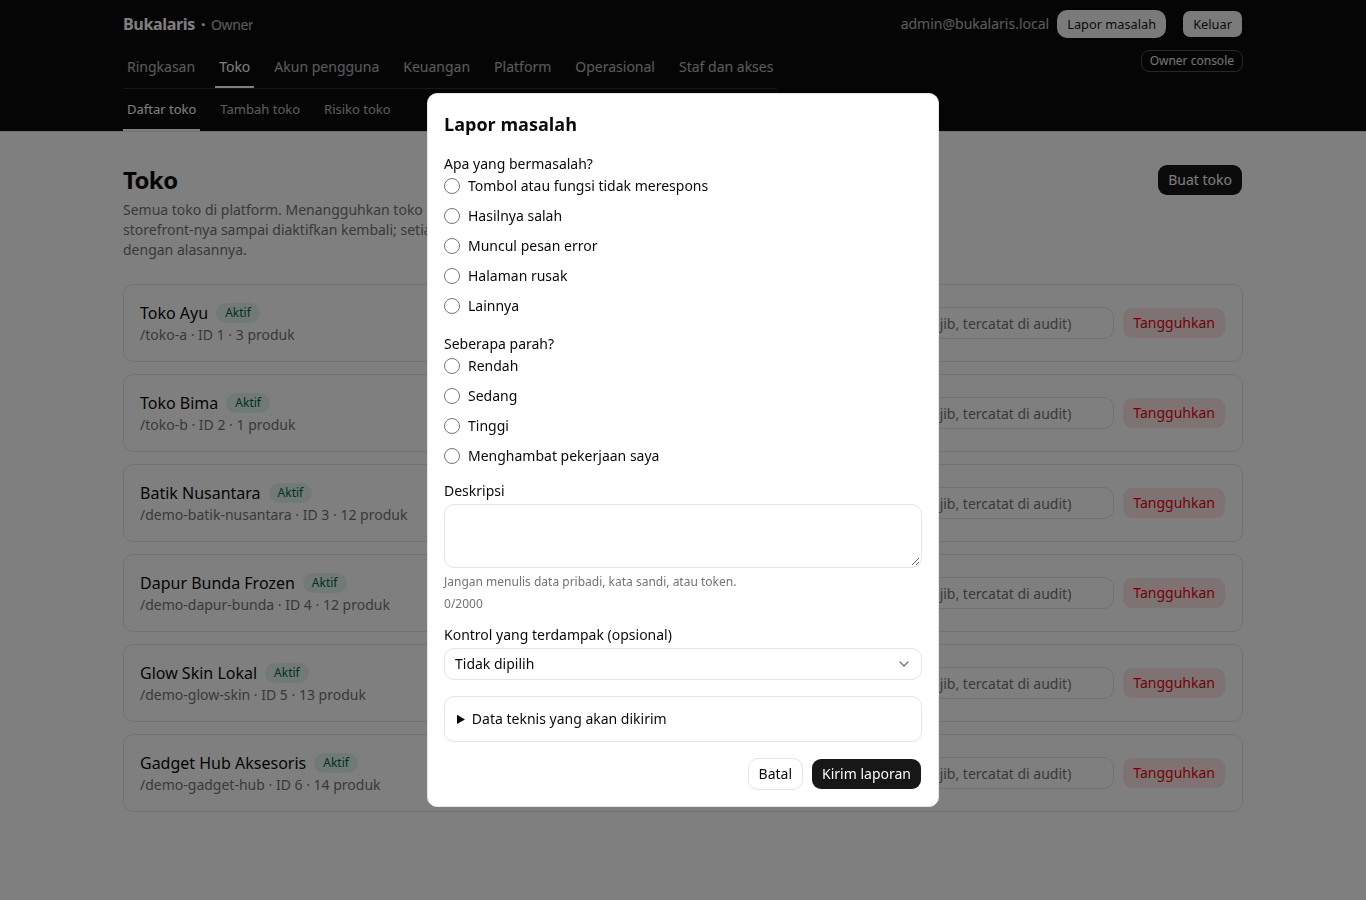 Bukalaris • Owner
admin@bukalaris.local
Lapor masalah
Keluar
Ringkasan
Toko
Akun pengguna
Keuangan
Platform
Operasional
Staf dan akses
Owner console
Daftar toko
Tambah toko
Risiko toko
Toko
Buat toko
Semua toko di platform. Menangguhkan toko
storefront-nya sampai diaktifkan kembali;
dengan alasannya.
Toko Ayu Aktif
/toko-a · ID 1 · 3 produk
jib, tercatat di audit)
Tangguhkan
Toko Bima Aktif
/toko-b · ID 2 · 1 produk
jib, tercatat di audit)
Tangguhkan
Batik Nusantara Aktif
/demo-batik-nusantara · ID 3 · 12 produk
jib, tercatat di audit)
Tangguhkan
Dapur Bunda Frozen Aktif
/demo-dapur-bunda · ID 4 · 12 produk
jib, tercatat di audit)
Tangguhkan
Glow Skin Lokal Aktif
/demo-glow-skin · ID 5 · 13 produk
jib, tercatat di audit)
Tangguhkan
Gadget Hub Aksesoris Aktif
/demo-gadget-hub · ID 6 · 14 produk
jib, tercatat di audit)
Tangguhkan
Lapor masalah
Apa yang bermasalah?
Tombol atau fungsi tidak merespons
Hasilnya salah
Muncul pesan error
Halaman rusak
Lainnya
Seberapa parah?
Rendah
Sedang
Tinggi
Menghambat pekerjaan saya
Deskripsi
Jangan menulis data pribadi, kata sandi, atau token.
0/2000
Kontrol yang terdampak (opsional)
Tidak dipilih
Data teknis yang akan dikirim
Batal
Kirim laporan